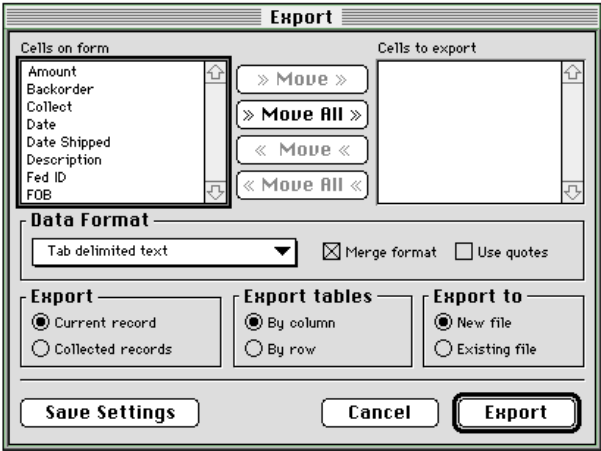 Export
Cells on form
Cells to export
Amount
Backorder
Collect
Date
Date Shipped
Description
Fed ID
FOB
» Move »
» Move All »
« Move «
« Move All «
Data Format
Tab delimited text
Merge format
Use quotes
Export
Current record
Collected records
Export tables
By column
By row
Export to
New file
Existing file
Save Settings
Cancel
Export